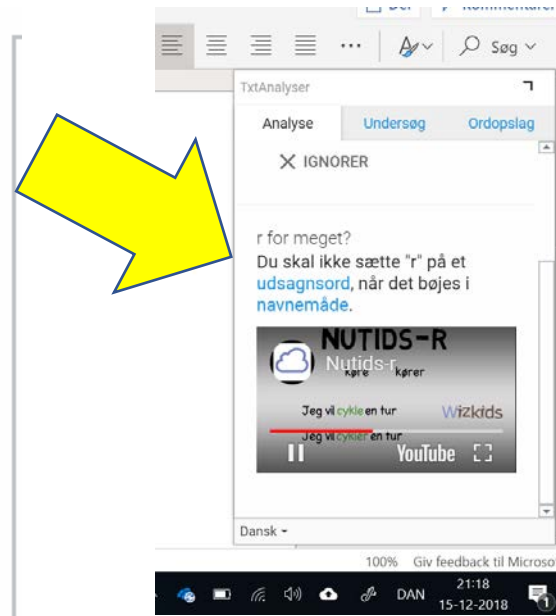 Del Kommentarer
Søg
TxtAnalyser
Analyse Undersøg Ordopslag
IGNORER
r for meget?
Du skal ikke sætte "r" på et
udsagnsord, når det bøjes i
navnemåde.
NUTIDS-R
Nutids-r
køre kører
Jeg vil cykle en tur
Wizkids
Jeg vil cykler en tur
YouTube
Dansk
100% Giv feedback til Microso
DAN
21:18
15-12-2018
1